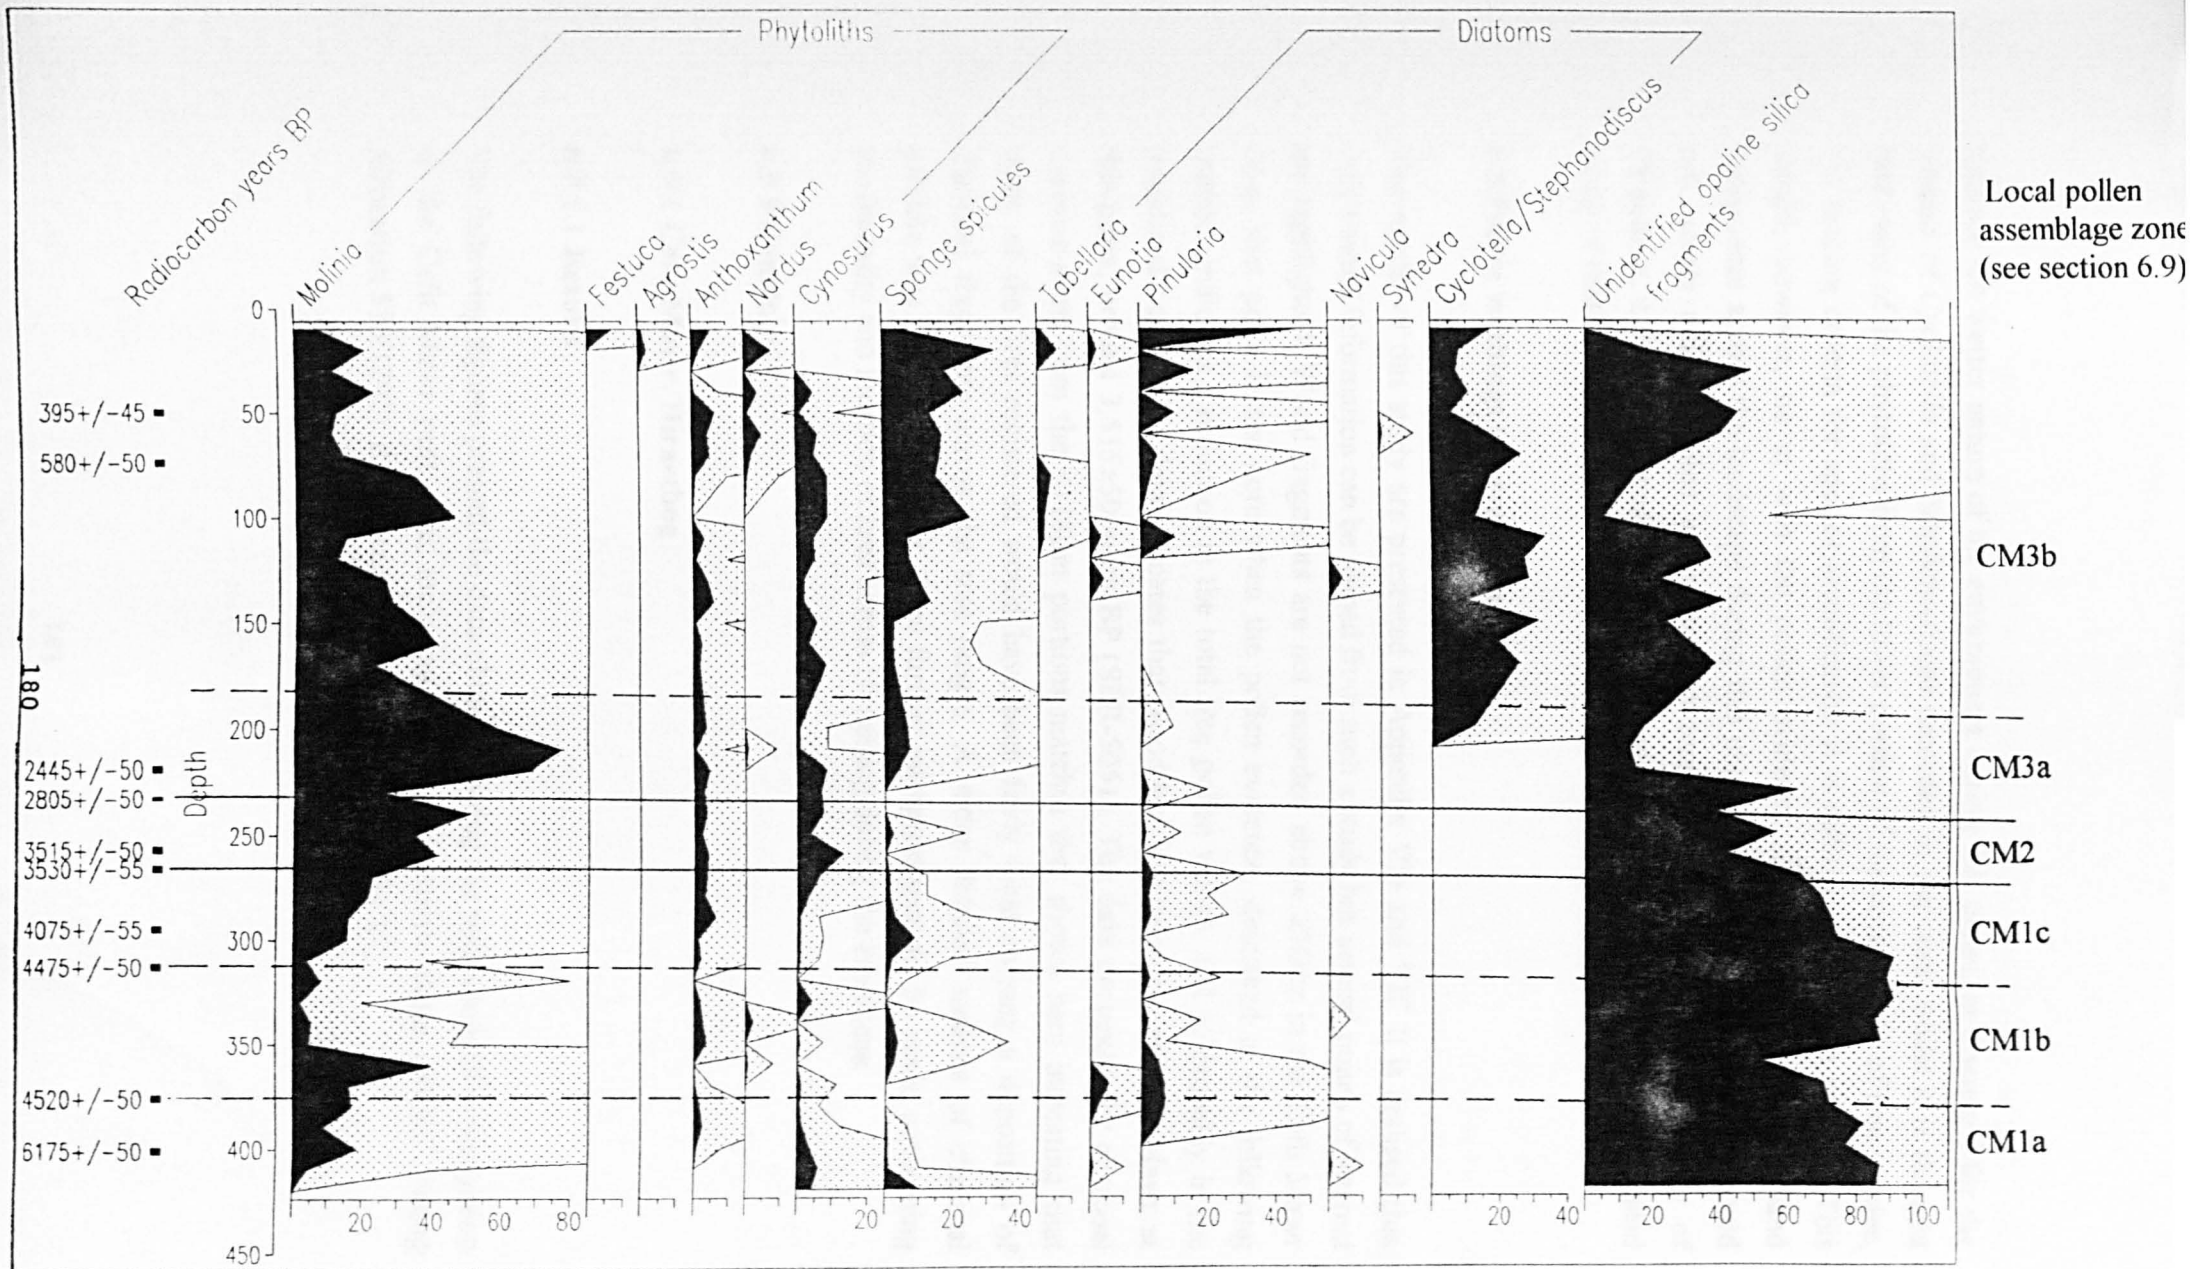 Phytoliths
Diatoms
Radiocarbon years BP
Molinia
Festuca
Agrostis
Anthoxanthum
Nardus
Cynosurus
Sponge spicules
Tabellaria
Eunotia
Pinularia
Navicula
Synedra
Cyclotella/Stephanodiscus
Unidentified opaline silica
fragments
Local pollen
assemblage zone
(see section 6.9)
0
50
100
150
200
250
300
350
400
450
Depth
395+/-45
580+/-50
2445+/-50
2805+/-50
3515+/-50
3530+/-55
4075+/-55
4475+/-50
4520+/-50
6175+/-50
CM3b
CM3a
CM2
CM1c
CM1b
CM1a
20 40 60 80
20
20 40
20 40
20 40
20 40 60 80 100
180